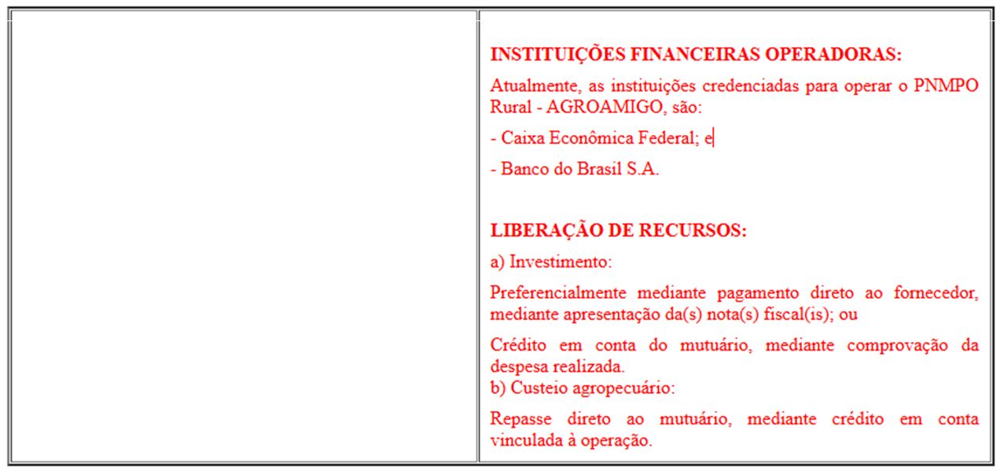 INSTITUIÇÕES FINANCEIRAS OPERADORAS:
Atualmente, as instituições credenciadas para operar o PNMPO
Rural - AGROAMIGO, são:
- Caixa Econômica Federal; e
- Banco do Brasil S.A.
LIBERAÇÃO DE RECURSOS:
a) Investimento:
Preferencialmente mediante pagamento direto ao fornecedor,
mediante apresentação da(s) nota(s) fiscal(is); ou
Crédito em conta do mutuário, mediante comprovação da
despesa realizada.
b) Custeio agropecuário:
Repasse direto ao mutuário, mediante crédito em conta
vinculada à operação.